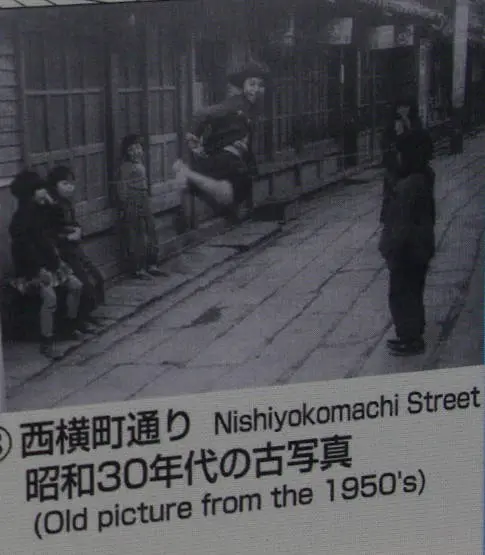 西横町通り Nishiyokomachi Street
昭和30年代の古写真
(Old picture from the 1950's)